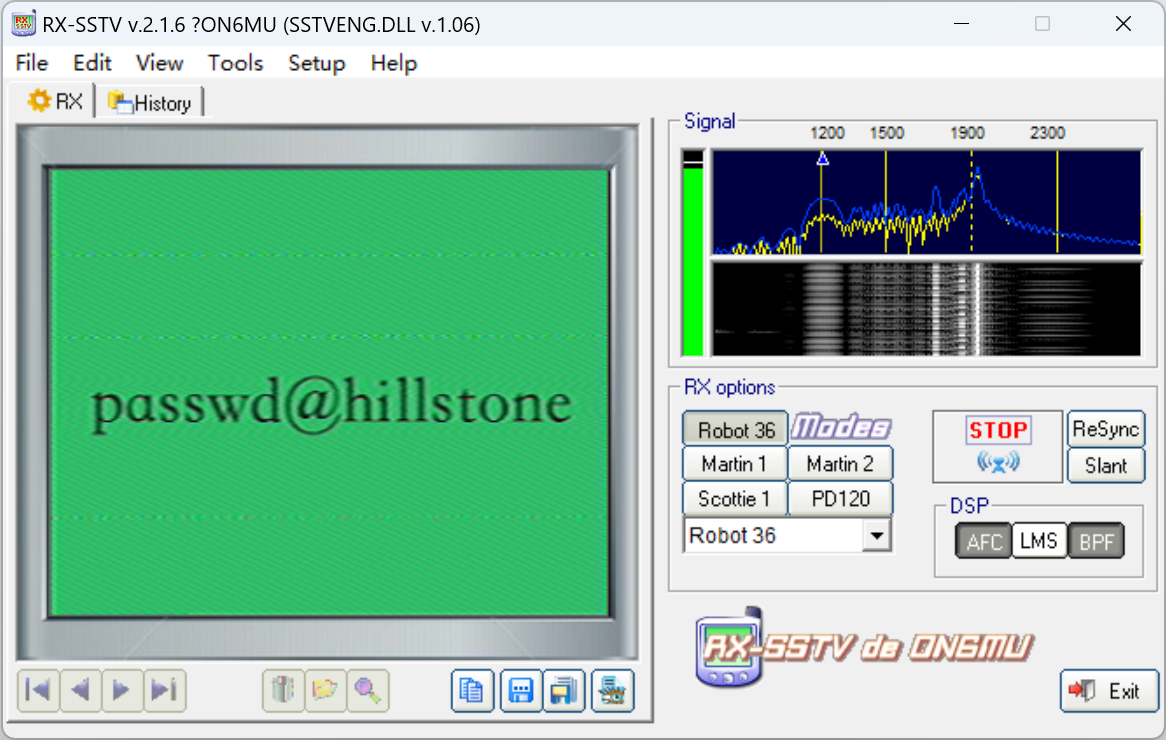 RX-SSTV v.2.1.6 ?ON6MU (SSTVENG.DLL v.1.06)
File Edit View Tools Setup Help
RX History
passwd@hillstone
Signal
1200 1500 1900 2300
RX options
Robot 36 Modes
Martin 1 Martin 2
Scottie 1 PD120
Robot 36
STOP
ReSync
Slant
DSP
AFC LMS BPF
RX-SSTV de ON6MU
Exit